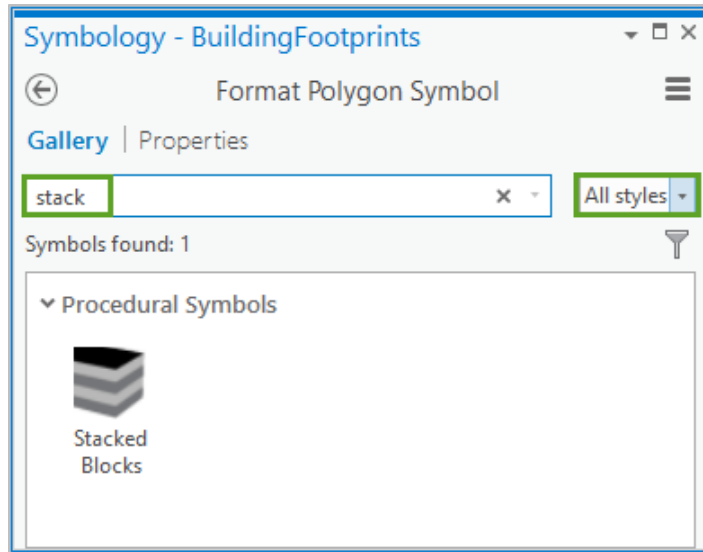 Symbology - BuildingFootprints
Format Polygon Symbol
Gallery | Properties
stack
All styles
Symbols found: 1
Procedural Symbols
Stacked
Blocks